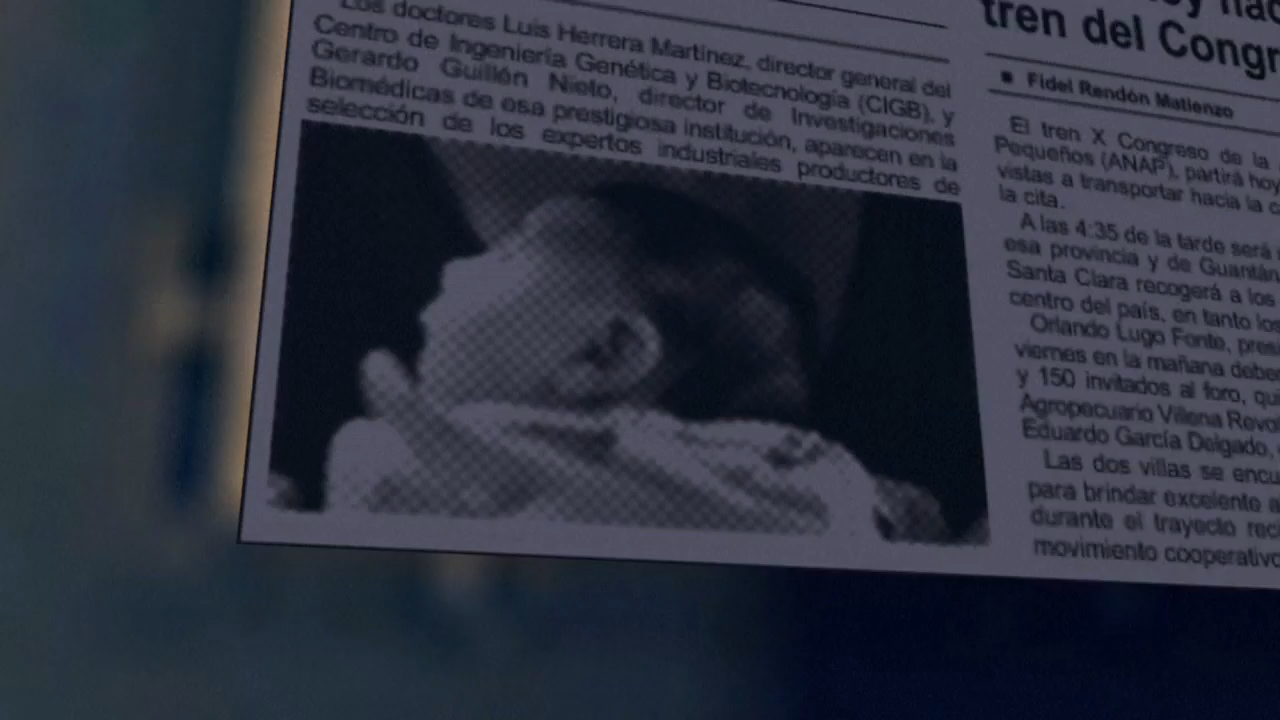 Los doctores Luis Herrera Martínez, director general del
Centro de Ingeniería Genética y Biotecnología (CIGB), y
Gerardo Guillén Nieto, director de Investigaciones
Biomédicas de esa prestigiosa institución, aparecen en la
selección de los expertos industriales productores de
tren del Congr
Fidel Rendón Matienzo
El tren X Congreso de la
Pequeños (ANAP), partirá hoy
vistas a transportar hacia la c
la cita.
A las 4:35 de la tarde será
esa provincia y de Guantán
Santa Clara recogerá a los
centro del país, en tanto los
Orlando Lugo Fonte, pres
viernes en la mañana debe
y 150 invitados al foro, qu
Agropecuario Villena Revol
Eduardo García Delgado,
Las dos villas se encu
para brindar excelente a
durante el trayecto rec
movimiento cooperativo